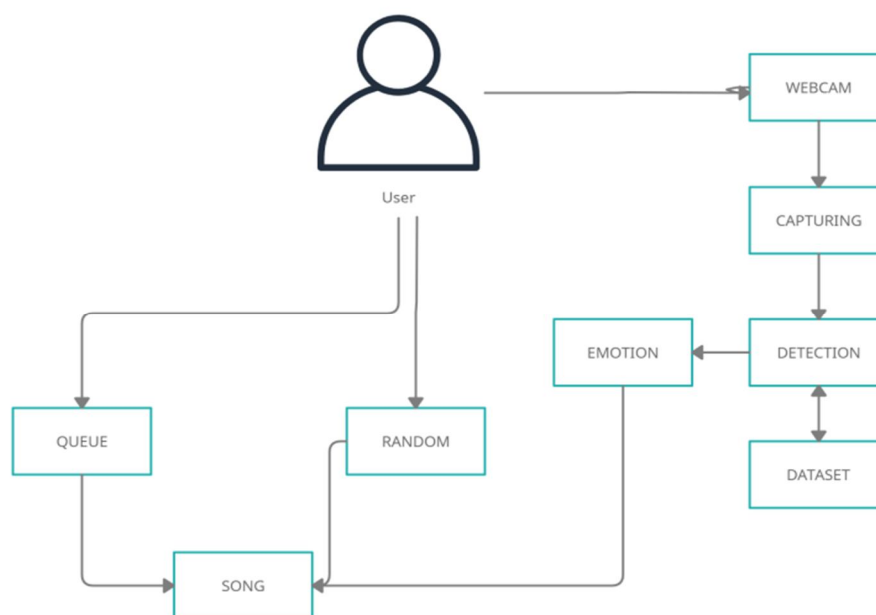 WEBCAM
User
CAPTURING
EMOTION
DETECTION
QUEUE
RANDOM
DATASET
SONG